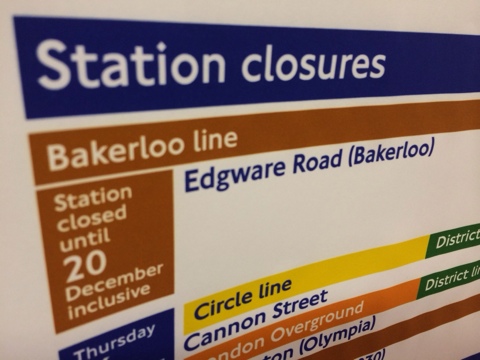 Station closures
Bakerloo line
Edgware Road (Bakerloo)
Station
closed
until
20
December
inclusive
Circle line
District
Cannon Street
Thursday
London Overground
District
(Olympia)